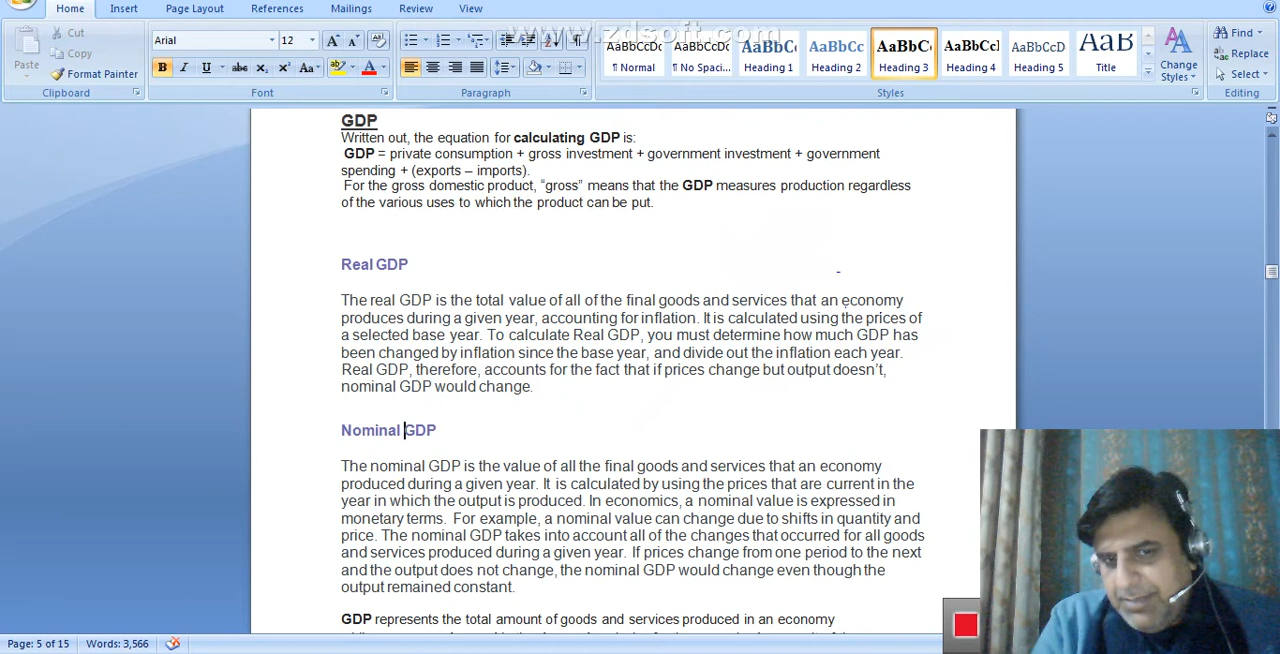 Home Insert Page Layout References Mailings Review View
www.zdsoft.com
Cut
Copy
Format Painter
Paste
Clipboard
Arial 12
B I U abc X₂ X² Aa
Font
Paragraph
AaBbCcDc AaBbCcDc AaBbC AaBbCc AaBbC AaBbCcI AaBbCcD AaB
¶ Normal ¶ No Spaci... Heading 1 Heading 2 Heading 3 Heading 4 Heading 5 Title
Change
Styles
Styles
Find
Replace
Select
Editing
GDP
Written out, the equation for calculating GDP is:
GDP = private consumption + gross investment + government investment + government
spending + (exports – imports).
For the gross domestic product, “gross” means that the GDP measures production regardless
of the various uses to which the product can be put.
Real GDP
The real GDP is the total value of all of the final goods and services that an economy
produces during a given year, accounting for inflation. It is calculated using the prices of
a selected base year. To calculate Real GDP, you must determine how much GDP has
been changed by inflation since the base year, and divide out the inflation each year.
Real GDP, therefore, accounts for the fact that if prices change but output doesn’t,
nominal GDP would change.
Nominal GDP
The nominal GDP is the value of all the final goods and services that an economy
produced during a given year. It is calculated by using the prices that are current in the
year in which the output is produced. In economics, a nominal value is expressed in
monetary terms. For example, a nominal value can change due to shifts in quantity and
price. The nominal GDP takes into account all of the changes that occurred for all goods
and services produced during a given year. If prices change from one period to the next
and the output does not change, the nominal GDP would change even though the
output remained constant.
GDP represents the total amount of goods and services produced in an economy
Page: 5 of 15 Words: 3,566